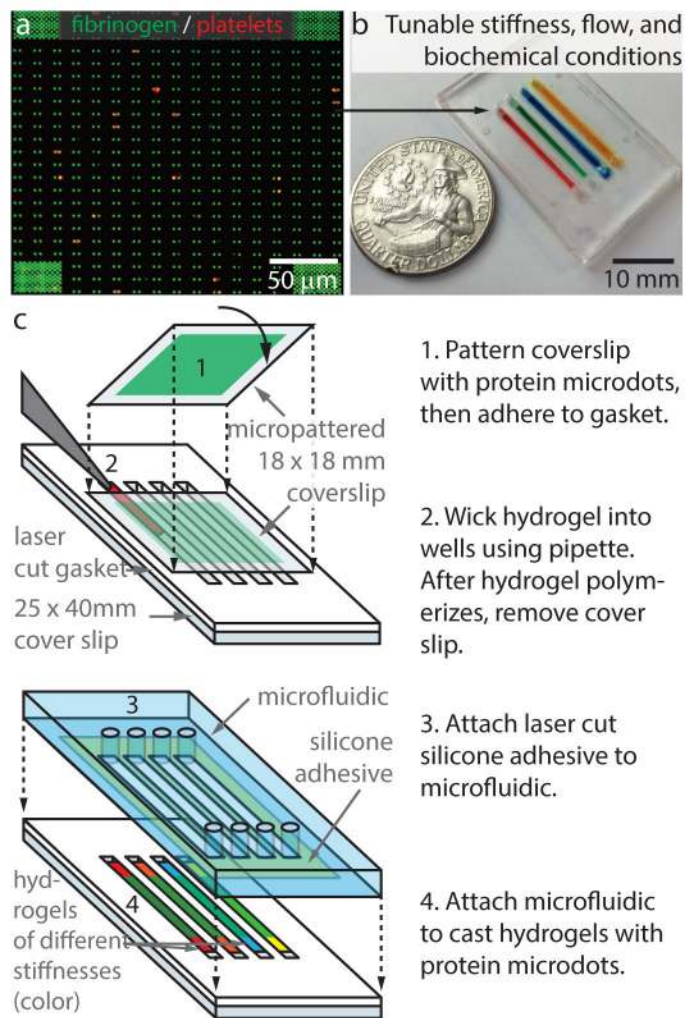 a
fibrinogen / platelets
50 µm
b
Tunable stiffness, flow, and
biochemical conditions
UNITED STATES OF AMERICA
QUARTER DOLLAR
10 mm
c
1
micropattered
18 x 18 mm
coverslip
2
laser
cut gasket
25 x 40mm
cover slip
1. Pattern coverslip
with protein microdots,
then adhere to gasket.
2. Wick hydrogel into
wells using pipette.
After hydrogel polym-
erizes, remove cover
slip.
3
microfluidic
silicone
adhesive
4
hyd-
rogels
of different
stiffnesses
(color)
3. Attach laser cut
silicone adhesive to
microfluidic.
4. Attach microfluidic
to cast hydrogels with
protein microdots.